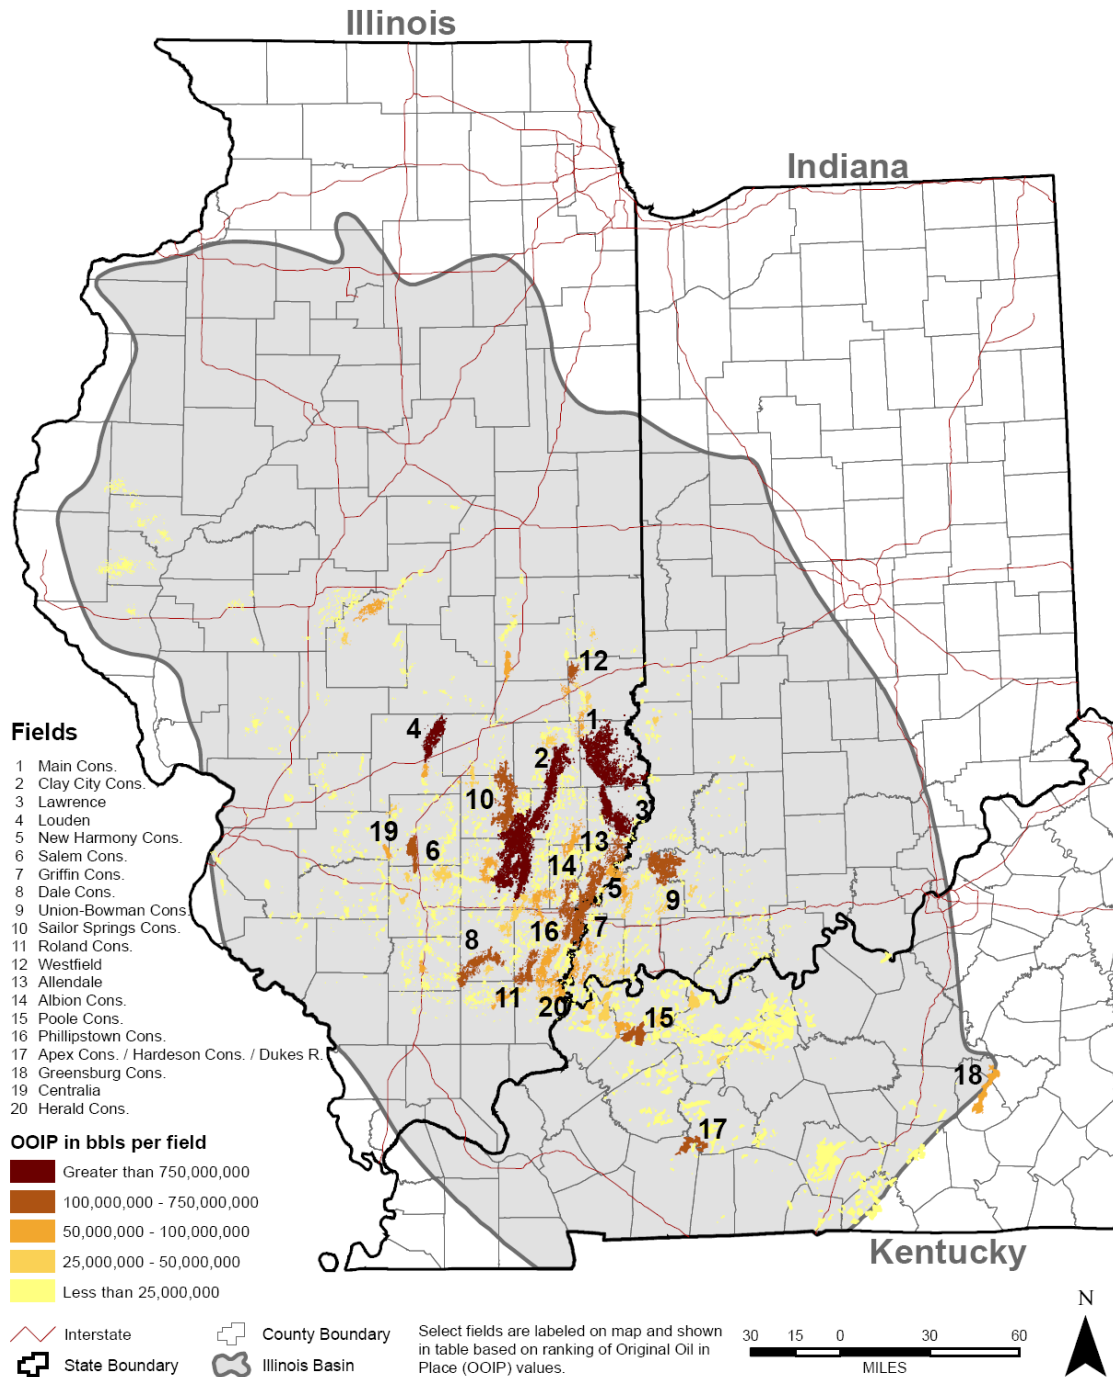 Illinois
Indiana
12
1
4
2
10
3
19
13
6
14
5
9
16
7
8
11
20
15
18
17
Kentucky
Fields
1 Main Cons.
2 Clay City Cons.
3 Lawrence
4 Louden
5 New Harmony Cons.
6 Salem Cons.
7 Griffin Cons.
8 Dale Cons.
9 Union-Bowman Cons.
10 Sailor Springs Cons.
11 Roland Cons.
12 Westfield
13 Allendale
14 Albion Cons.
15 Poole Cons.
16 Phillipstown Cons.
17 Apex Cons. / Hardeson Cons. / Dukes R.
18 Greensburg Cons.
19 Centralia
20 Herald Cons.
OOIP in bbls per field
Greater than 750,000,000
100,000,000 - 750,000,000
50,000,000 - 100,000,000
25,000,000 - 50,000,000
Less than 25,000,000
Interstate
County Boundary
State Boundary
Illinois Basin
Select fields are labeled on map and shown
in table based on ranking of Original Oil in
Place (OOIP) values.
30 15 0 30 60
MILES
N